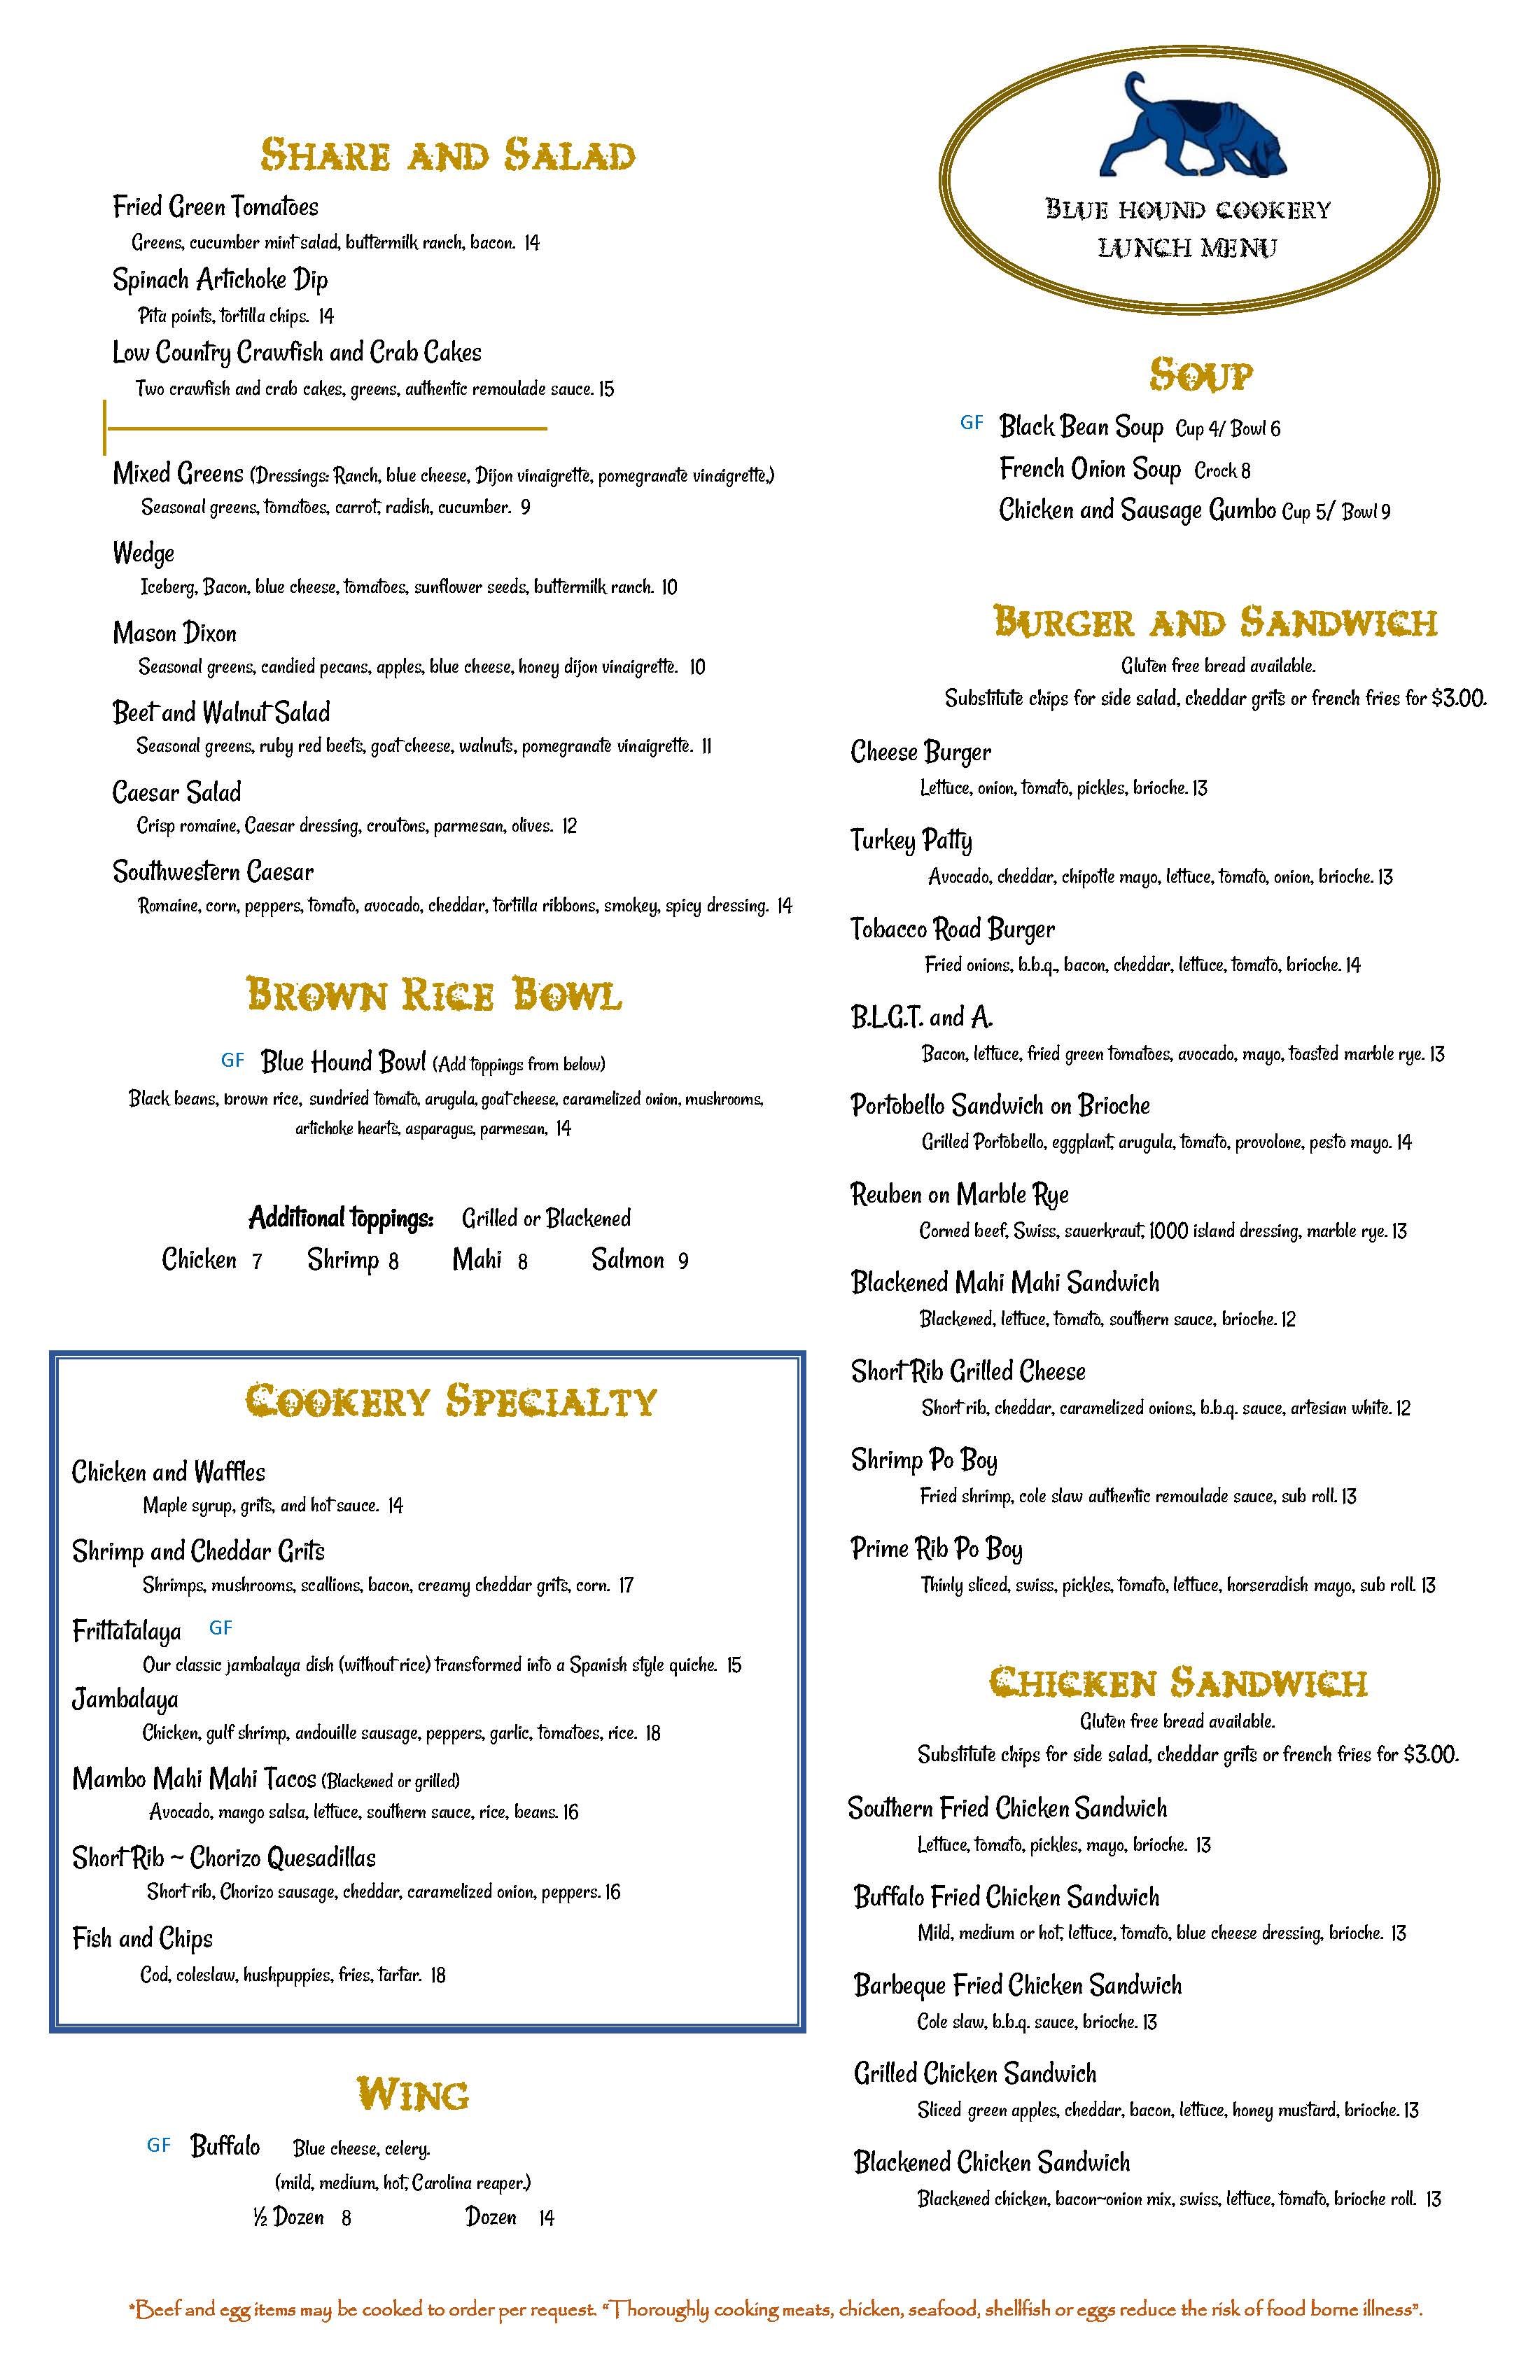 Share and Salad
Fried Green Tomatoes
Greens, cucumber mint salad, buttermilk ranch, bacon. 14
Spinach Artichoke Dip
Pita points, tortilla chips. 14
Low Country Crawfish and Crab Cakes
Two crawfish and crab cakes, greens, authentic remoulade sauce. 15
Mixed Greens (Dressings: Ranch, blue cheese, Dijon vinaigrette, pomegranate vinaigrette,)
Seasonal greens, tomatoes, carrot, radish, cucumber. 9
Wedge
Iceberg, Bacon, blue cheese, tomatoes, sunflower seeds, buttermilk ranch. 10
Mason Dixon
Seasonal greens, candied pecans, apples, blue cheese, honey dijon vinaigrette. 10
Beet and Walnut Salad
Seasonal greens, ruby red beets, goat cheese, walnuts, pomegranate vinaigrette. 11
Caesar Salad
Crisp romaine, Caesar dressing, croutons, parmesan, olives. 12
Southwestern Caesar
Romaine, corn, peppers, tomato, avocado, cheddar, tortilla ribbons, smokey, spicy dressing. 14
Brown Rice Bowl
GF Blue Hound Bowl (Add toppings from below)
Black beans, brown rice, sundried tomato, arugula, goat cheese, caramelized onion, mushrooms,
artichoke hearts, asparagus, parmesan, 14
Additional toppings: Grilled or Blackened
Chicken 7 Shrimp 8 Mahi 8 Salmon 9
Cookery Specialty
Chicken and Waffles
Maple syrup, grits, and hot sauce. 14
Shrimp and Cheddar Grits
Shrimps, mushrooms, scallions, bacon, creamy cheddar grits, corn. 17
Frittatalaya GF
Our classic jambalaya dish (without rice) transformed into a Spanish style quiche. 15
Jambalaya
Chicken, gulf shrimp, andouille sausage, peppers, garlic, tomatoes, rice. 18
Mambo Mahi Mahi Tacos (Blackened or grilled)
Avocado, mango salsa, lettuce, southern sauce, rice, beans. 16
Short Rib ~ Chorizo Quesadillas
Short rib, Chorizo sausage, cheddar, caramelized onion, peppers. 16
Fish and Chips
Cod, coleslaw, hushpuppies, fries, tartar. 18
Wing
GF Buffalo Blue cheese, celery.
(mild, medium, hot, Carolina reaper.)
½ Dozen 8 Dozen 14
Blue Hound Cookery
Lunch Menu
Soup
GF Black Bean Soup Cup 4/ Bowl 6
French Onion Soup Crock 8
Chicken and Sausage Gumbo Cup 5/ Bowl 9
Burger and Sandwich
Gluten free bread available.
Substitute chips for side salad, cheddar grits or french fries for $3.00.
Cheese Burger
Lettuce, onion, tomato, pickles, brioche. 13
Turkey Patty
Avocado, cheddar, chipotle mayo, lettuce, tomato, onion, brioche. 13
Tobacco Road Burger
Fried onions, b.b.q., bacon, cheddar, lettuce, tomato, brioche. 14
B.L.G.T. and A.
Bacon, lettuce, fried green tomatoes, avocado, mayo, toasted marble rye. 13
Portobello Sandwich on Brioche
Grilled Portobello, eggplant, arugula, tomato, provolone, pesto mayo. 14
Reuben on Marble Rye
Corned beef, Swiss, sauerkraut, 1000 island dressing, marble rye. 13
Blackened Mahi Mahi Sandwich
Blackened, lettuce, tomato, southern sauce, brioche. 12
Short Rib Grilled Cheese
Short rib, cheddar, caramelized onions, b.b.q. sauce, artesian white. 12
Shrimp Po Boy
Fried shrimp, cole slaw authentic remoulade sauce, sub roll. 13
Prime Rib Po Boy
Thinly sliced, swiss, pickles, tomato, lettuce, horseradish mayo, sub roll. 13
Chicken Sandwich
Gluten free bread available.
Substitute chips for side salad, cheddar grits or french fries for $3.00.
Southern Fried Chicken Sandwich
Lettuce, tomato, pickles, mayo, brioche. 13
Buffalo Fried Chicken Sandwich
Mild, medium or hot, lettuce, tomato, blue cheese dressing, brioche. 13
Barbeque Fried Chicken Sandwich
Cole slaw, b.b.q. sauce, brioche. 13
Grilled Chicken Sandwich
Sliced green apples, cheddar, bacon, lettuce, honey mustard, brioche. 13
Blackened Chicken Sandwich
Blackened chicken, bacon~onion mix, swiss, lettuce, tomato, brioche roll. 13
*Beef and egg items may be cooked to order per request. "Thoroughly cooking meats, chicken, seafood, shellfish or eggs reduce the risk of food borne illness".